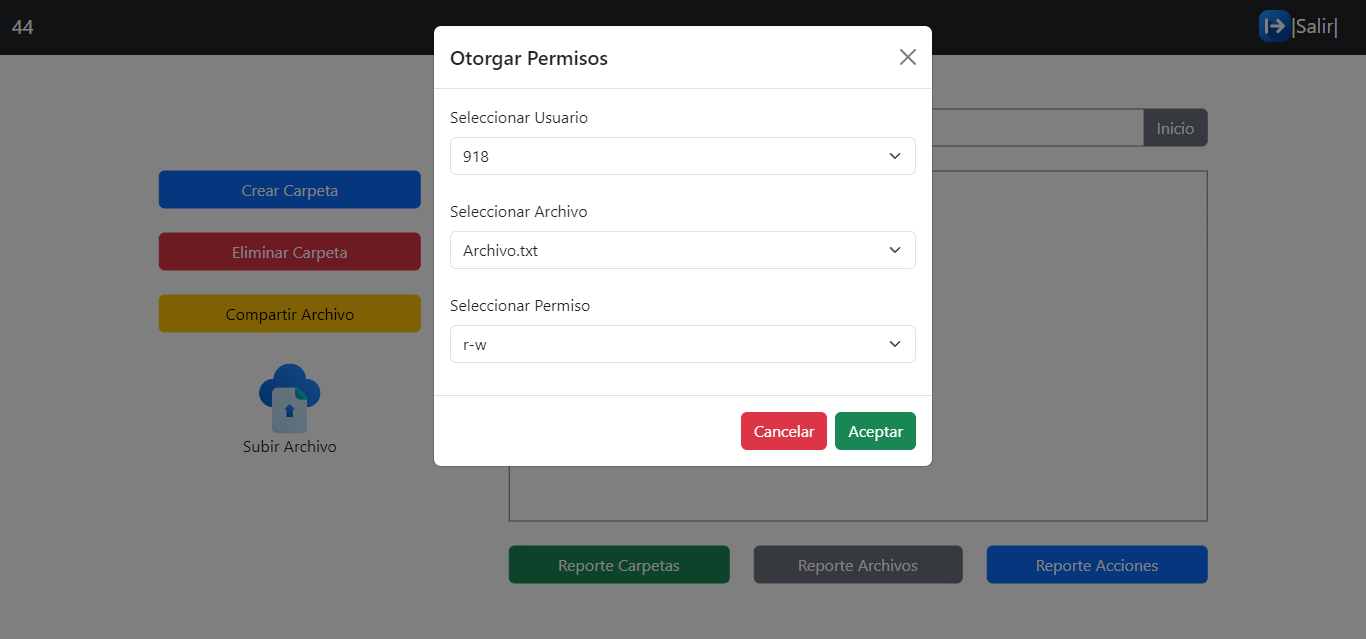 44
|Salir|
Otorgar Permisos
Seleccionar Usuario
918
Inicio
Crear Carpeta
Seleccionar Archivo
Archivo.txt
Eliminar Carpeta
Seleccionar Permiso
r-w
Compartir Archivo
Cancelar
Aceptar
Subir Archivo
Reporte Carpetas
Reporte Archivos
Reporte Acciones